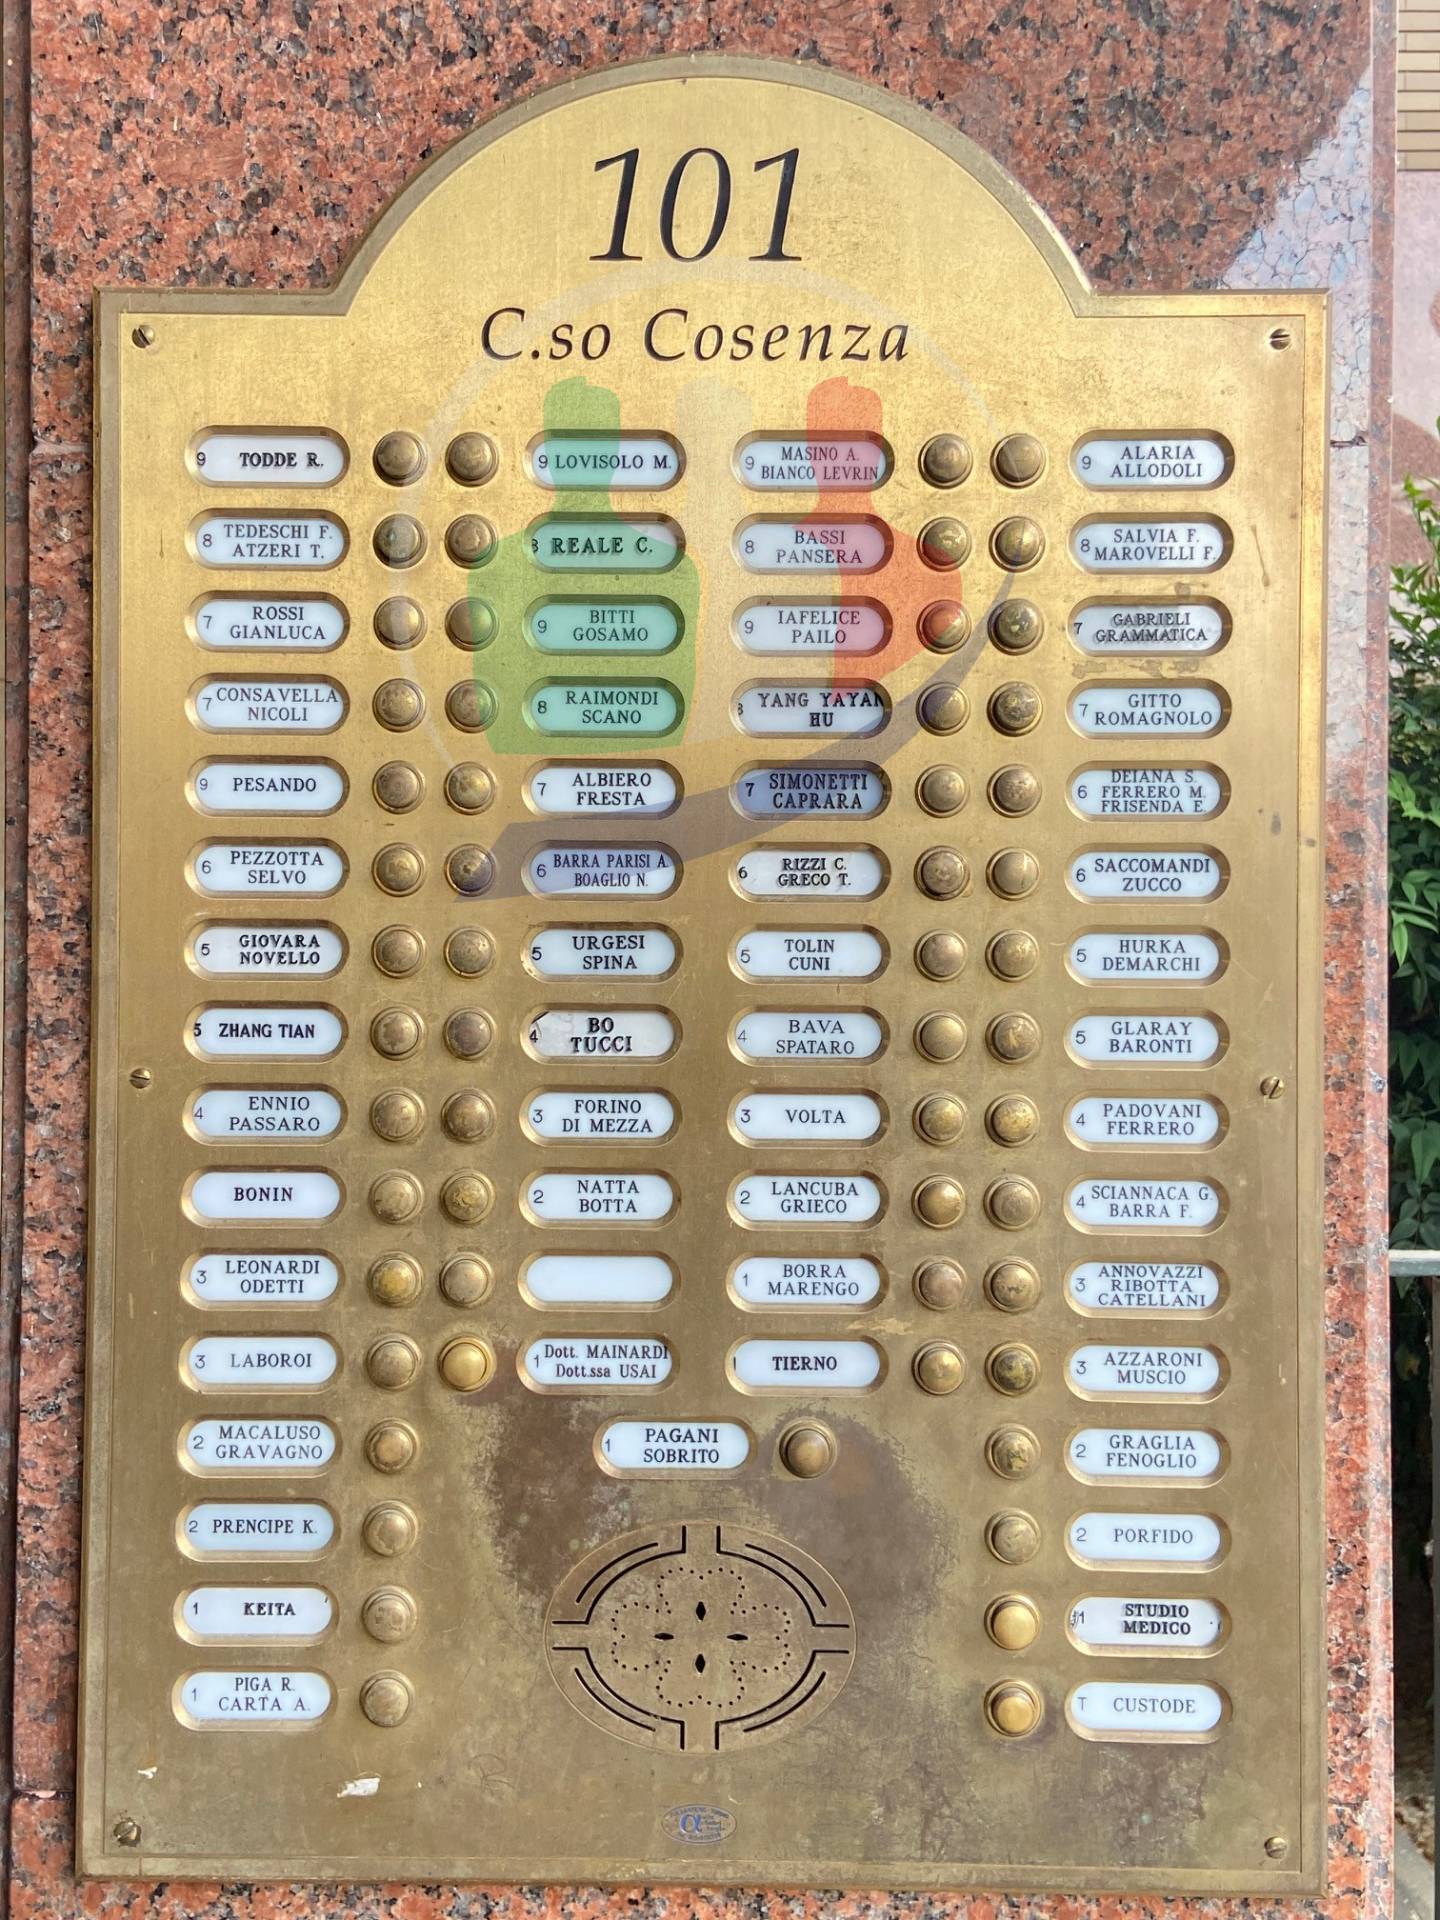 101
C.so Cosenza
9 TODDE R.
8 TEDESCHI F.
ATZERI T.
7 ROSSI
GIANLUCA
7 CONSAVELLA
NICOLI
9 PESANDO
6 PEZZOTTA
SELVO
5 GIOVARA
NOVELLO
5 ZHANG TIAN
4 ENNIO
PASSARO
BONIN
3 LEONARDI
ODETTI
3 LABOROI
2 MACALUSO
GRAVAGNO
2 PRENCIPE K.
1 KEITA
1 PIGA R.
CARTA A.
9 LOVISOLO M.
8 REALE C.
9 BITTI
GOSAMO
8 RAIMONDI
SCANO
7 ALBIERO
FRESTA
6 BARRA PARISI A.
BOAGLIO N.
5 URGESI
SPINA
4 BO
TUCCI
3 FORINO
DI MEZZA
2 NATTA
BOTTA
1 Dott. MAINARDI
Dott.ssa USAI
9 MASINO A.
BIANCO LEVRIN
8 BASSI
PANSERA
9 IAFELICE
PAILO
8 YANG YAYAN
HU
7 SIMONETTI
CAPRARA
6 RIZZI C.
GRECO T.
5 TOLIN
CUNI
4 BAVA
SPATARO
3 VOLTA
2 LANCUBA
GRIECO
1 BORRA
MARENGO
1 TIERNO
1 PAGANI
SOBRITO
9 ALARIA
ALLODOLI
8 SALVIA F.
MAROVELLI F.
7 GABRIELI
GRAMMATICA
7 GITTO
ROMAGNOLO
6 DEIANA S.
FERRERO M.
FRISENDA E.
6 SACCOMANDI
ZUCCO
5 HURKA
DEMARCHI
5 GLARAY
BARONTI
4 PADOVANI
FERRERO
4 SCIANNACA G.
BARRA F.
3 ANNOVAZZI
RIBOTTA
CATELLANI
3 AZZARONI
MUSCIO
2 GRAGLIA
FENOGLIO
2 PORFIDO
1 STUDIO
MEDICO
T CUSTODE
α